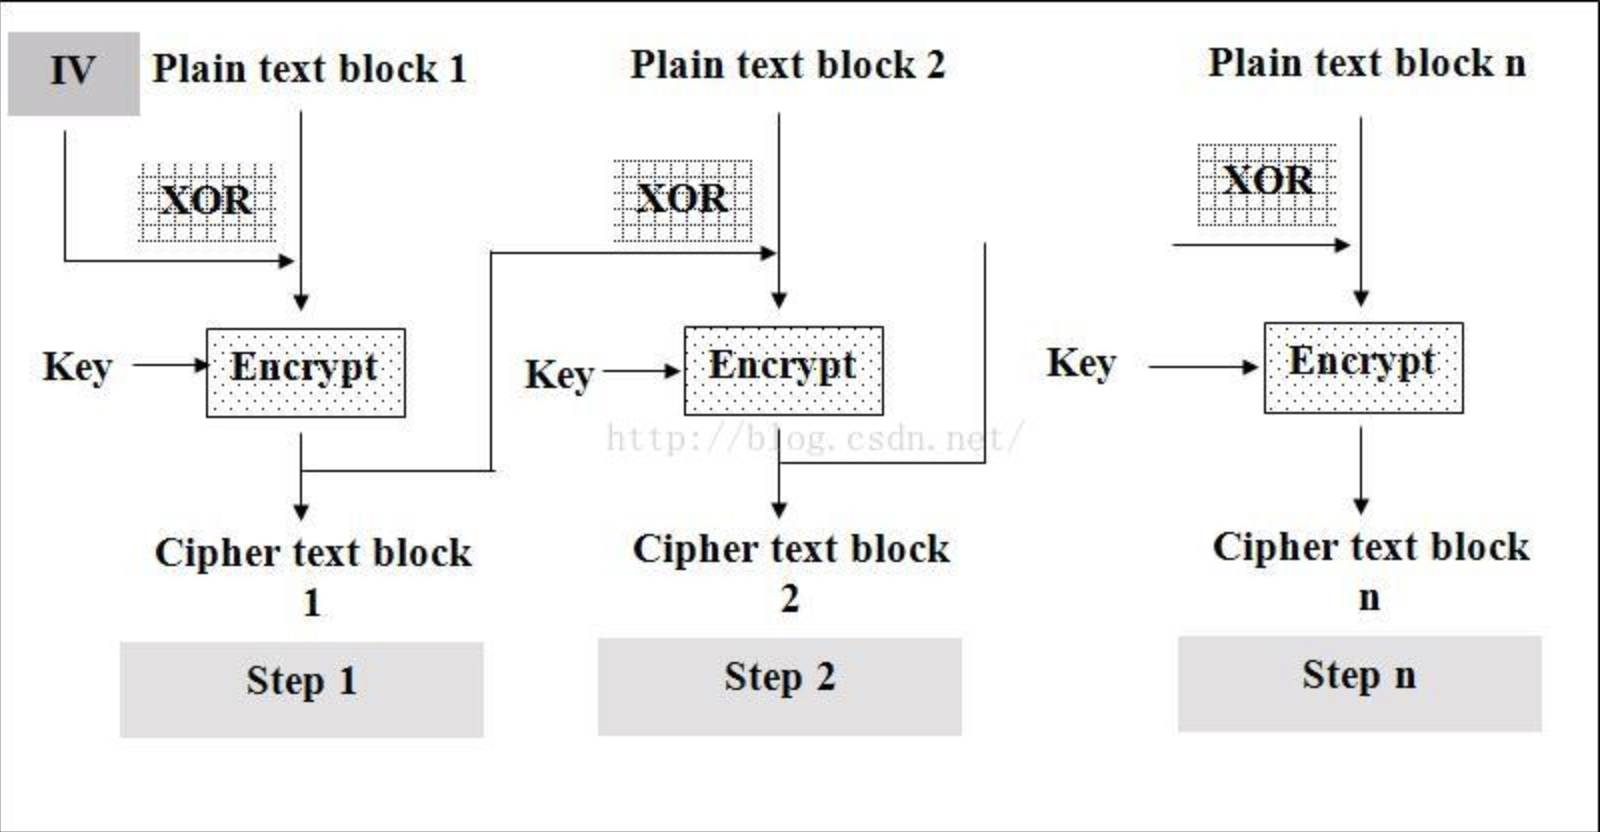 IV
Plain text block 1
Plain text block 2
Plain text block n
XOR
XOR
XOR
Key
Encrypt
Key
Encrypt
Key
Encrypt
http://blog.csdn.net/
Cipher text block
1
Cipher text block
2
Cipher text block
n
Step 1
Step 2
Step n